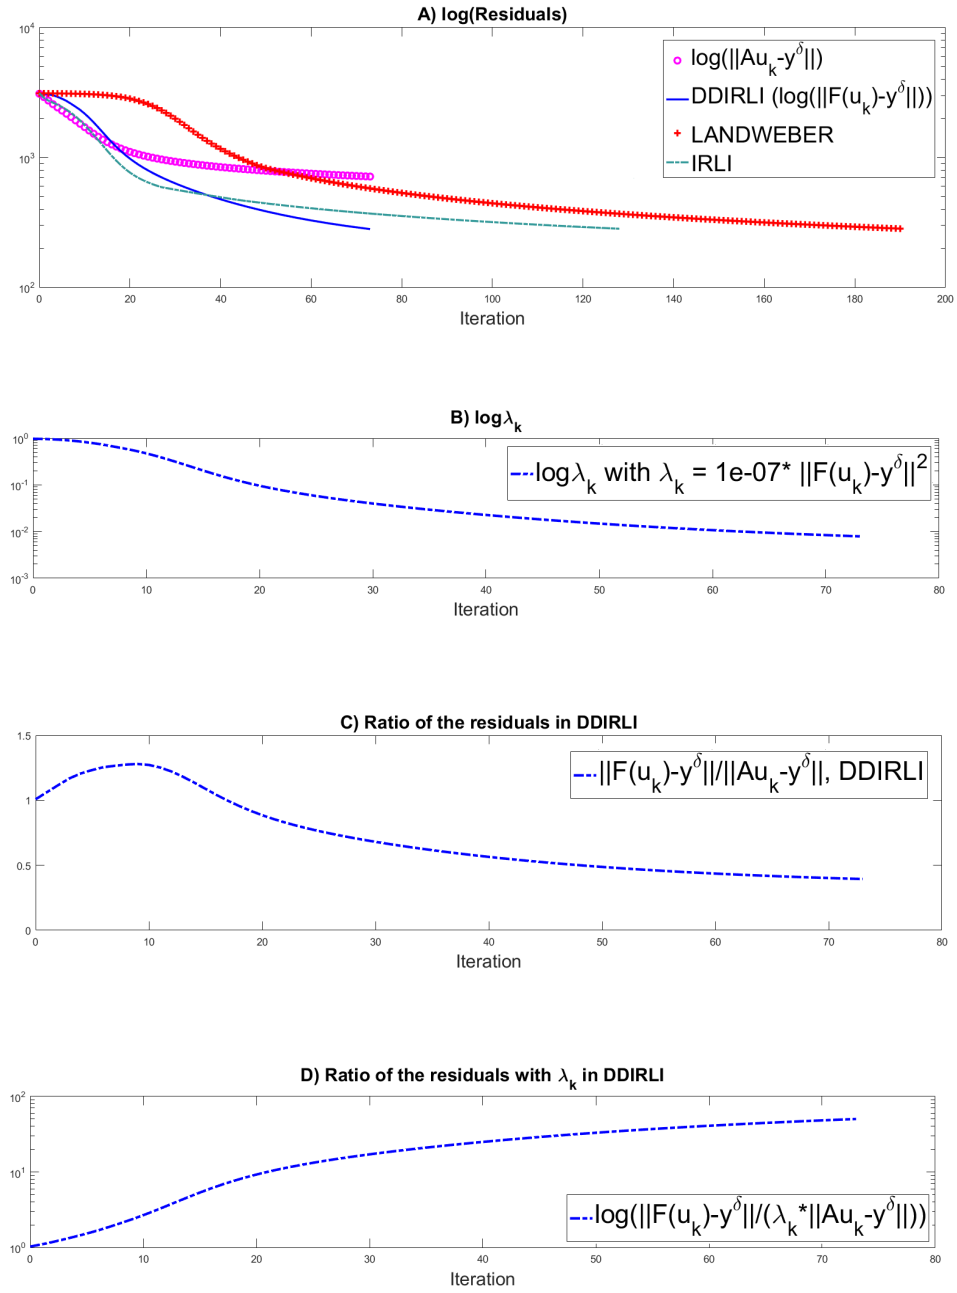 A) log(Residuals)
10^4
10^3
10^2
log(||Au_k-y^δ||)
DDIRLI (log(||F(u_k)-y^δ||))
LANDWEBER
IRLI
0 20 40 60 80 100 120 140 160 180 200
Iteration
B) logλ_k
10^0
10^-1
10^-2
10^-3
logλ_k with λ_k = 1e-07* ||F(u_k)-y^δ||^2
0 10 20 30 40 50 60 70 80
Iteration
C) Ratio of the residuals in DDIRLI
1.5
1
0.5
0
||F(u_k)-y^δ||/||Au_k-y^δ||, DDIRLI
0 10 20 30 40 50 60 70 80
Iteration
D) Ratio of the residuals with λ_k in DDIRLI
10^2
10^1
10^0
log(||F(u_k)-y^δ||/(λ_k*||Au_k-y^δ||))
0 10 20 30 40 50 60 70 80
Iteration